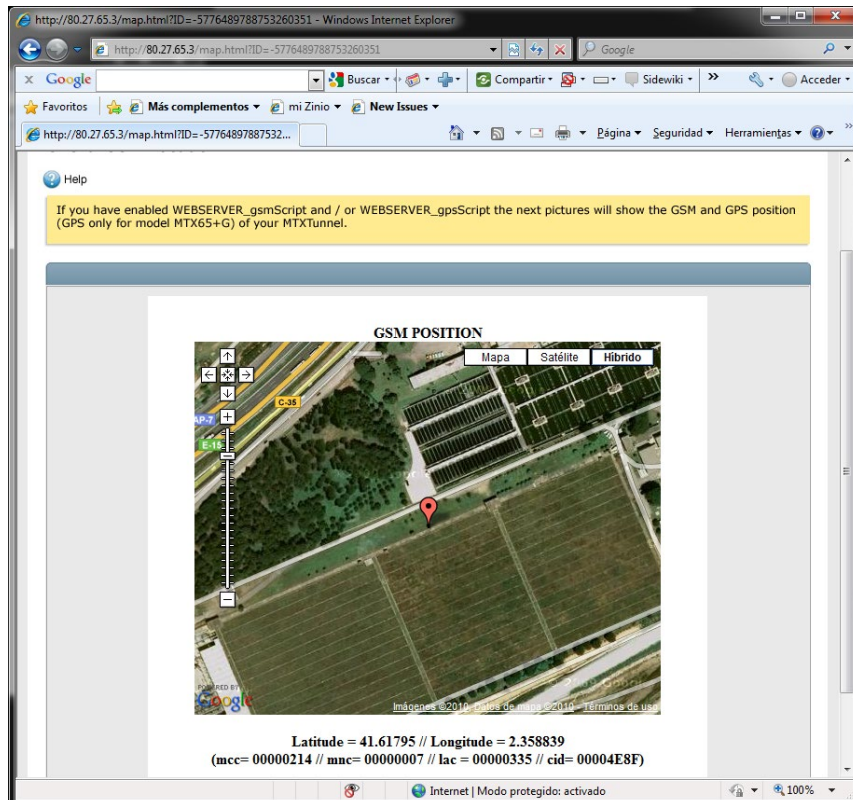 http://80.27.65.3/map.html?ID=-5776489788753260351 - Windows Internet Explorer
http://80.27.65.3/map.html?ID=-5776489788753260351
Google
Google
Buscar
Compartir
Sidewiki
Acceder
Favoritos
Más complementos
mi Zinio
New Issues
http://80.27.65.3/map.html?ID=-57764897887532...
Página
Seguridad
Herramientas
Help
If you have enabled WEBSERVER_gsmScript and / or WEBSERVER_gpsScript the next pictures will show the GSM and GPS position
(GPS only for model MTX65+G) of your MTXTunnel.
GSM POSITION
Mapa
Satélite
Híbrido
C-35
AP-7
E-15
POWERED BY
Google
Imágenes ©2010, Datos de mapa ©2010 - Términos de uso
Latitude = 41.61795 // Longitude = 2.358839
(mcc= 00000214 // mnc= 00000007 // lac = 00000335 // cid= 00004E8F)
Internet | Modo protegido: activado
100%